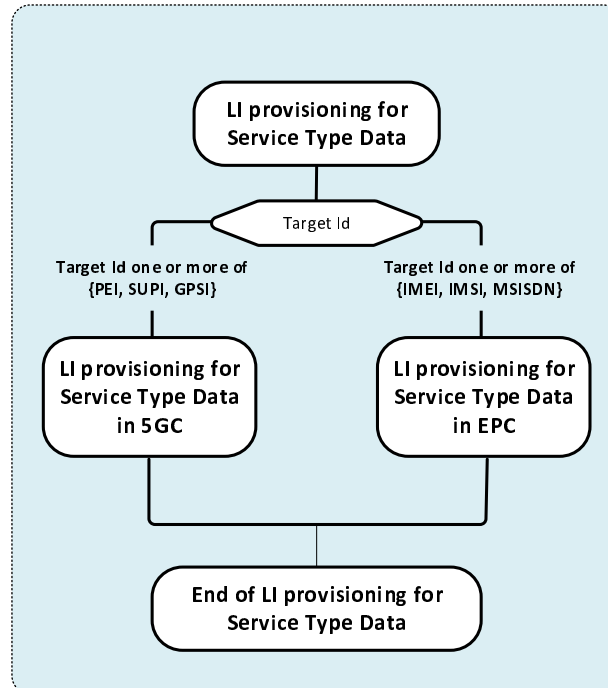 LI provisioning for
Service Type Data
Target Id
Target Id one or more of
{PEI, SUPI, GPSI}
Target Id one or more of
{IMEI, IMSI, MSISDN}
LI provisioning for
Service Type Data
in 5GC
LI provisioning for
Service Type Data
in EPC
End of LI provisioning for
Service Type Data